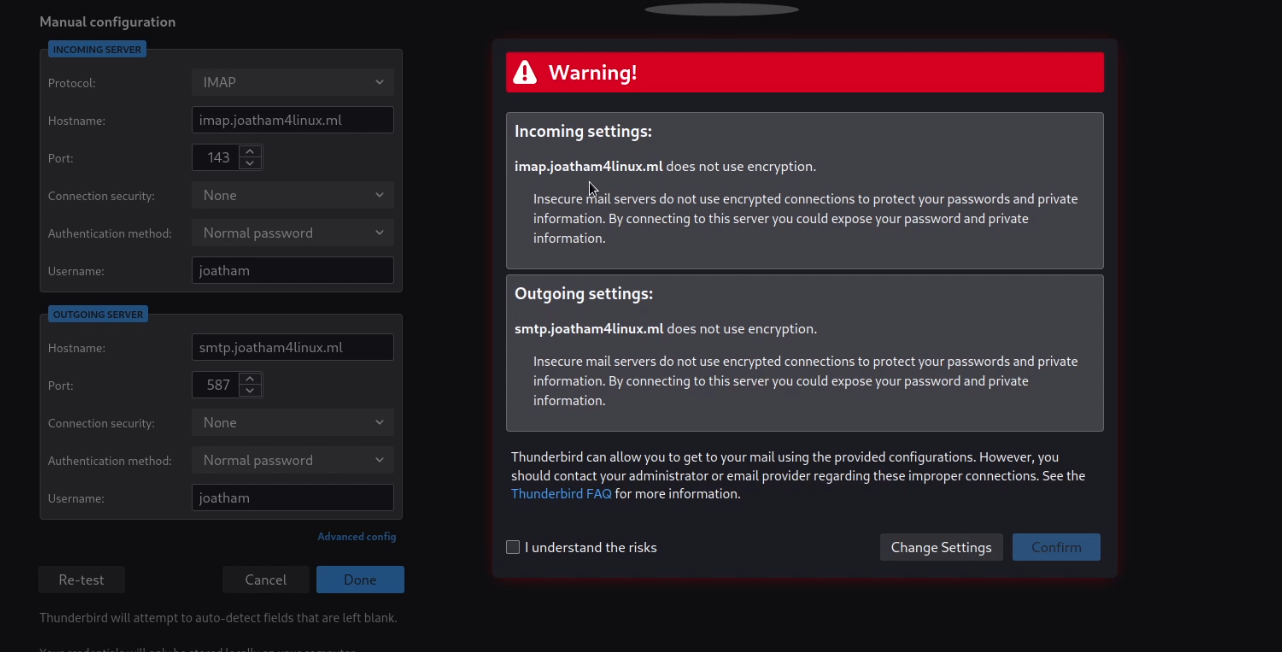 Manual configuration
INCOMING SERVER
Protocol: IMAP
Hostname: imap.joatham4linux.ml
Port: 143
Connection security: None
Authentication method: Normal password
Username: joatham
OUTGOING SERVER
Hostname: smtp.joatham4linux.ml
Port: 587
Connection security: None
Authentication method: Normal password
Username: joatham
Advanced config
Re-test Cancel Done
Thunderbird will attempt to auto-detect fields that are left blank.
Warning!
Incoming settings:
imap.joatham4linux.ml does not use encryption.
Insecure mail servers do not use encrypted connections to protect your passwords and private
information. By connecting to this server you could expose your password and private
information.
Outgoing settings:
smtp.joatham4linux.ml does not use encryption.
Insecure mail servers do not use encrypted connections to protect your passwords and private
information. By connecting to this server you could expose your password and private
information.
Thunderbird can allow you to get to your mail using the provided configurations. However, you
should contact your administrator or email provider regarding these improper connections. See the
Thunderbird FAQ for more information.
I understand the risks
Change Settings Confirm